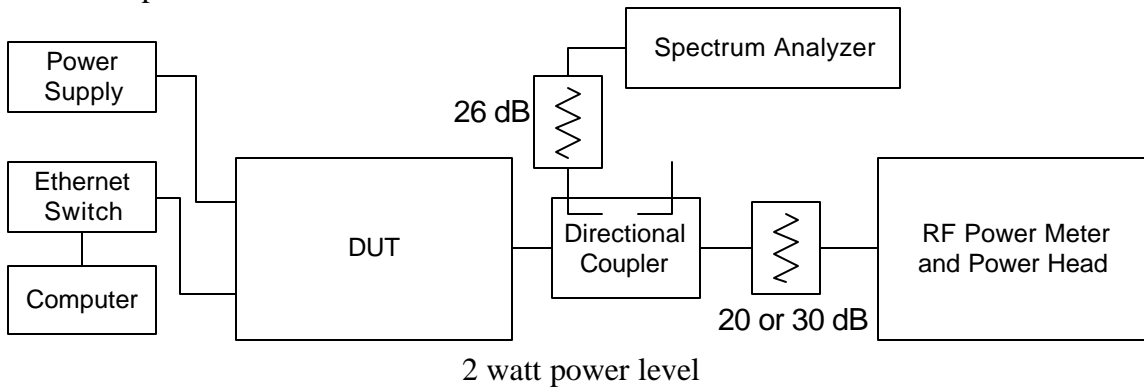 Power
Supply
Spectrum Analyzer
26 dB
Ethernet
Switch
Computer
DUT
Directional
Coupler
20 or 30 dB
RF Power Meter
and Power Head
2 watt power level